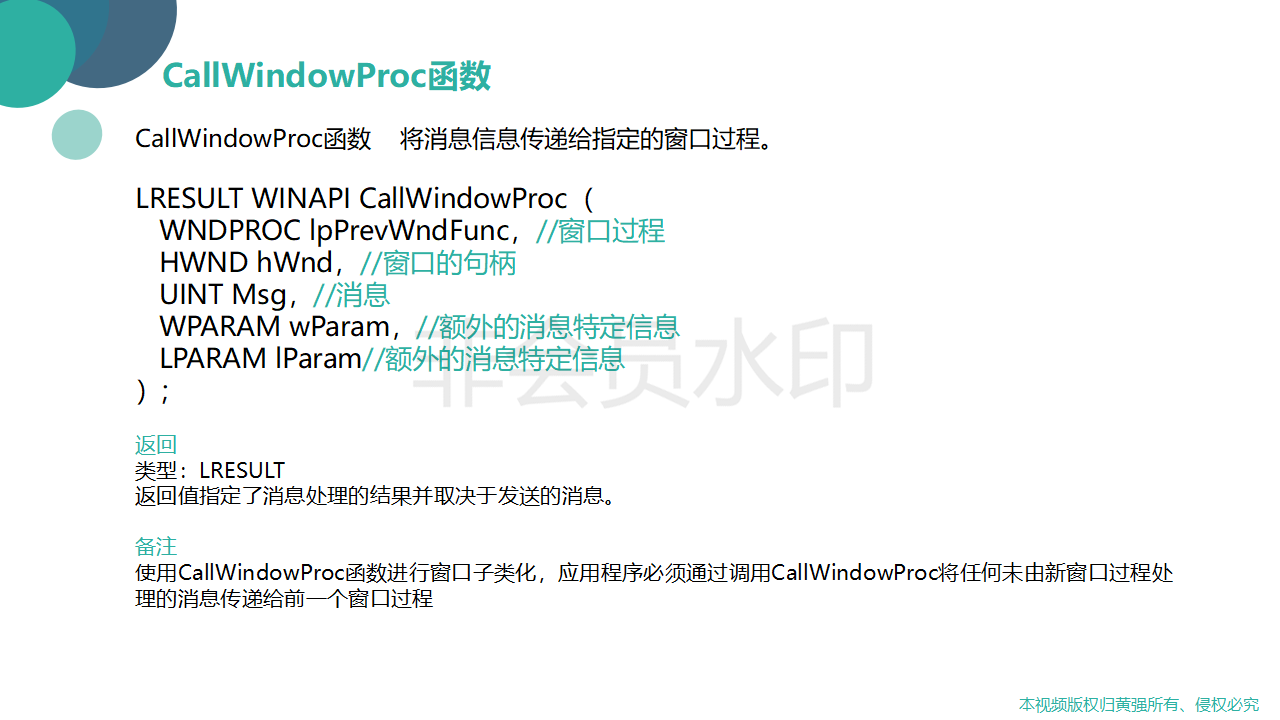 CallWindowProc函数
CallWindowProc函数    将消息信息传递给指定的窗口过程。
LRESULT WINAPI CallWindowProc（
WNDPROC lpPrevWndFunc，//窗口过程
HWND hWnd，//窗口的句柄
UINT Msg，//消息
WPARAM wParam，//额外的消息特定信息
LPARAM lParam//额外的消息特定信息
）；
非会员水印
返回
类型：LRESULT
返回值指定了消息处理的结果并取决于发送的消息。
备注
使用CallWindowProc函数进行窗口子类化，应用程序必须通过调用CallWindowProc将任何未由新窗口过程处
理的消息传递给前一个窗口过程
本视频版权归黄强所有、侵权必究